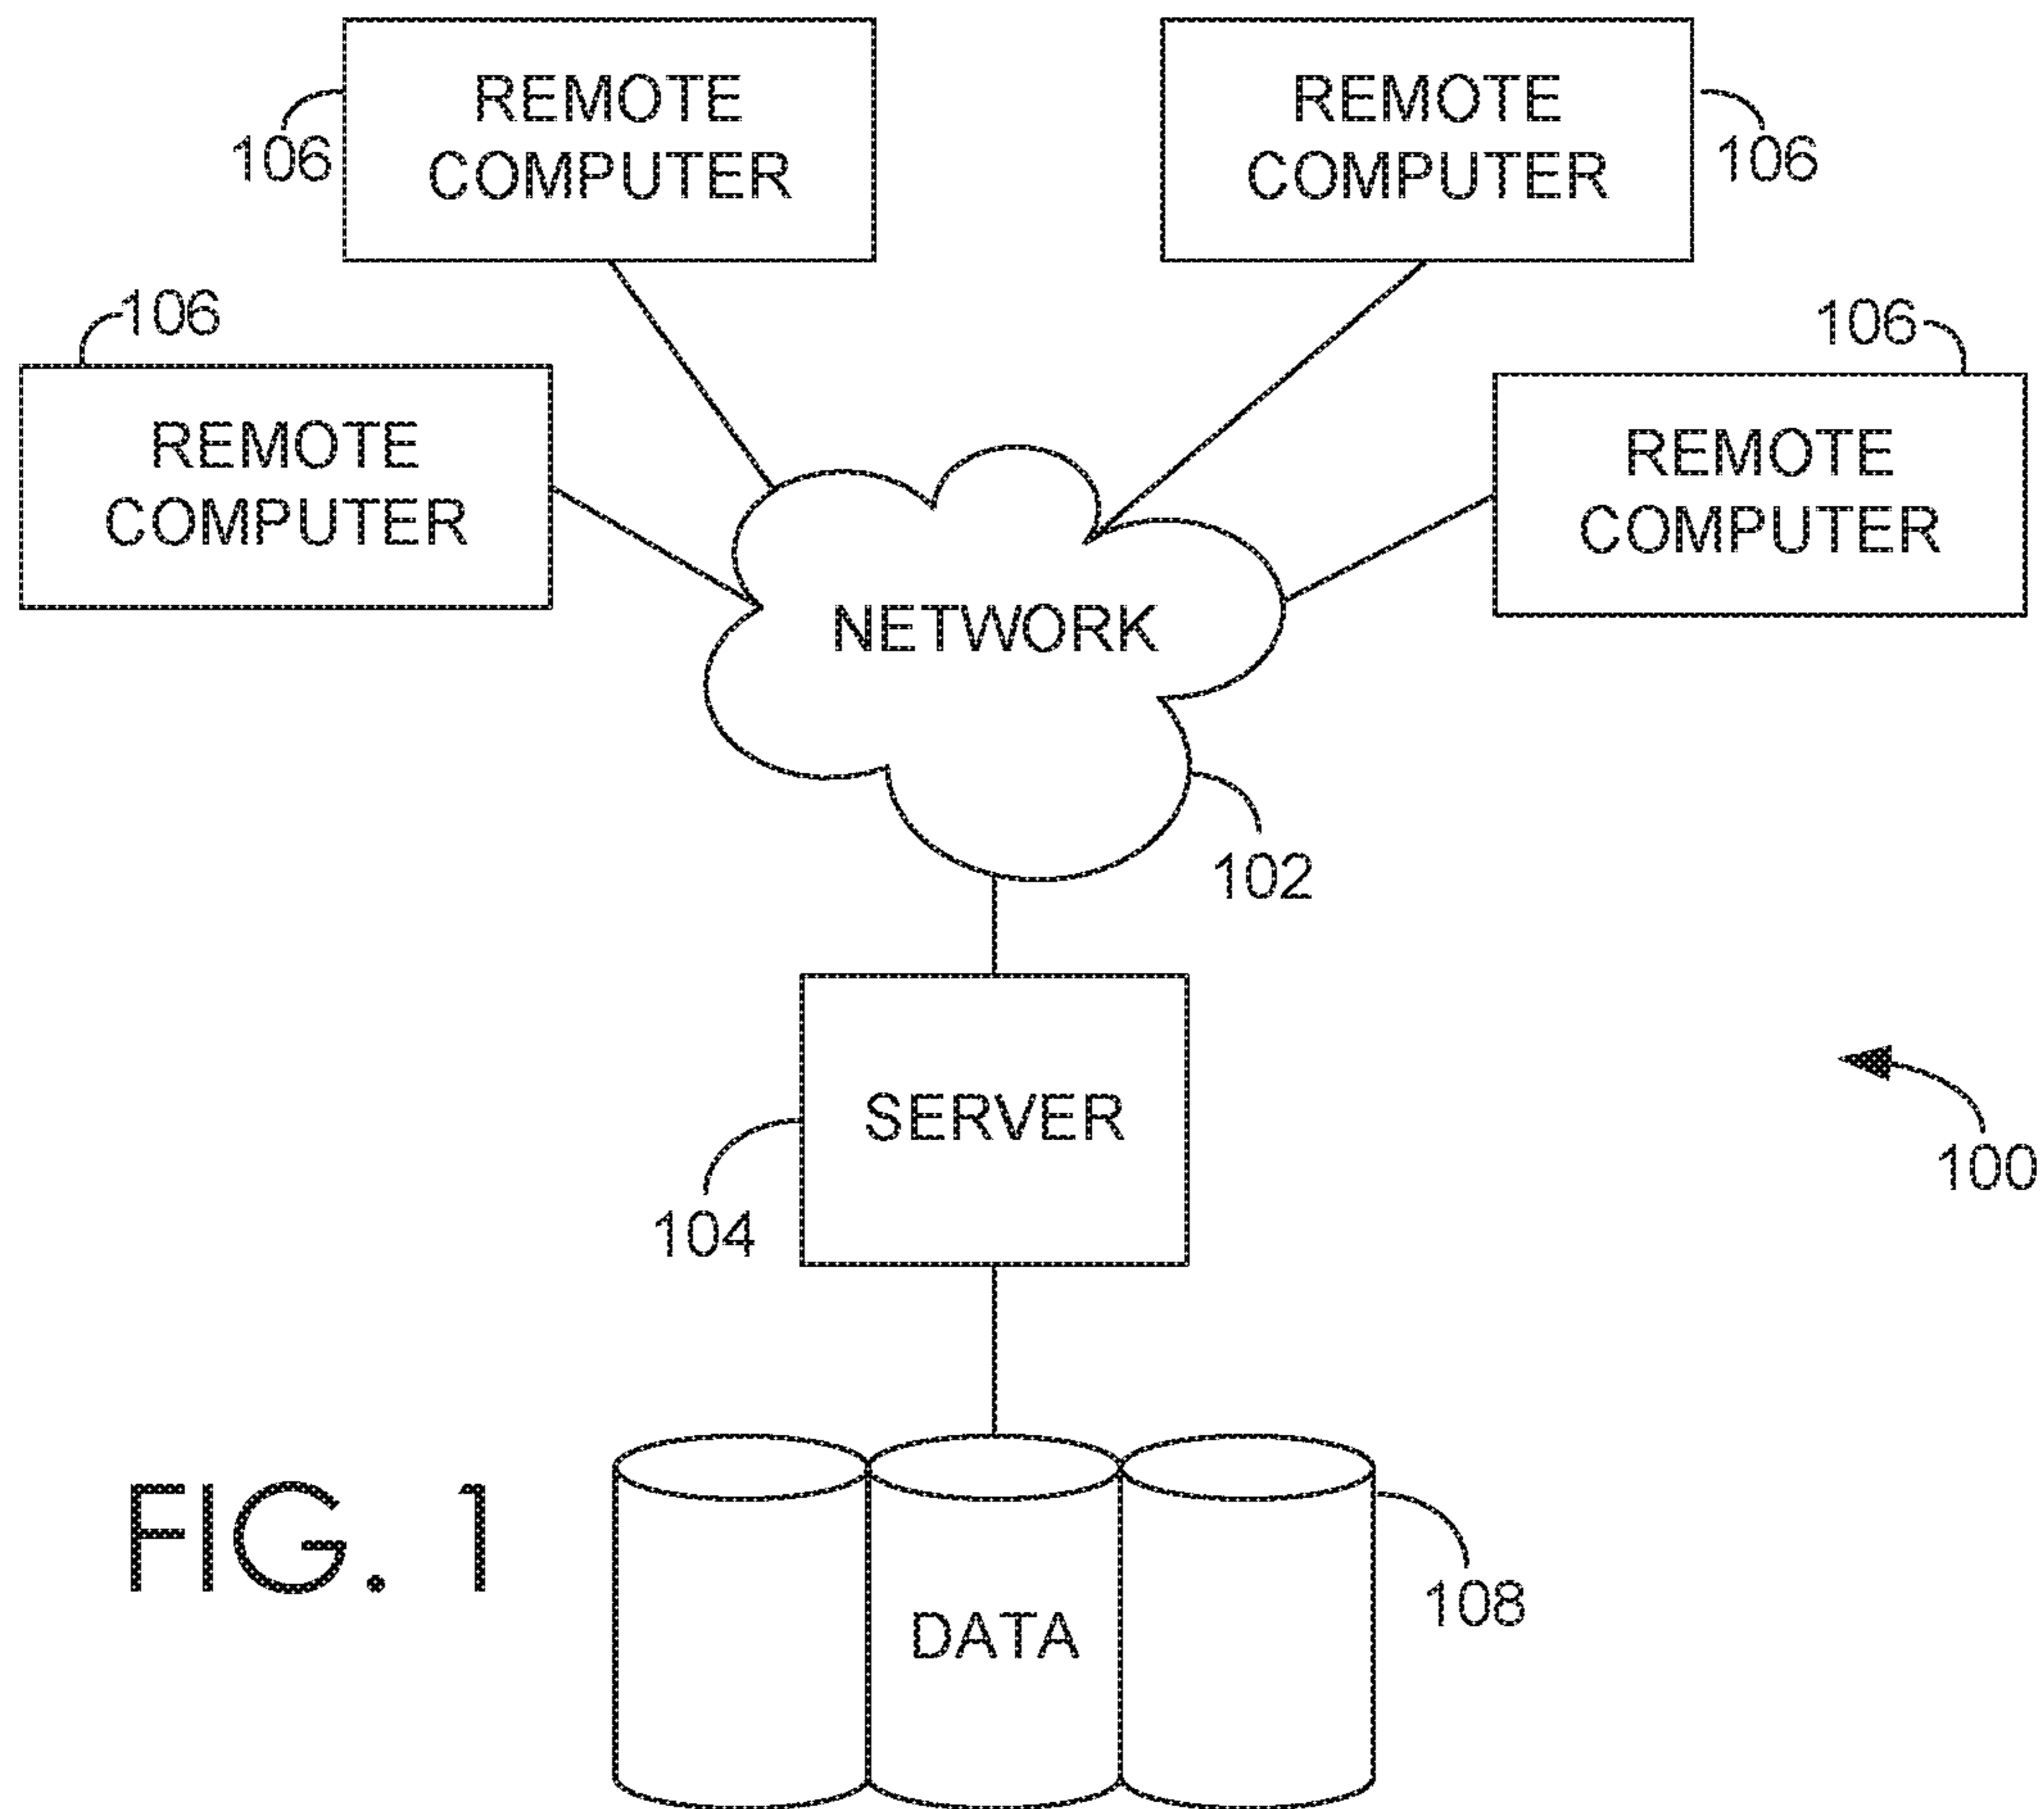 REMOTE
COMPUTER
106
REMOTE
COMPUTER
106
106
REMOTE
COMPUTER
106
REMOTE
COMPUTER
NETWORK
102
SERVER
104
100
FIG. 1
DATA
108